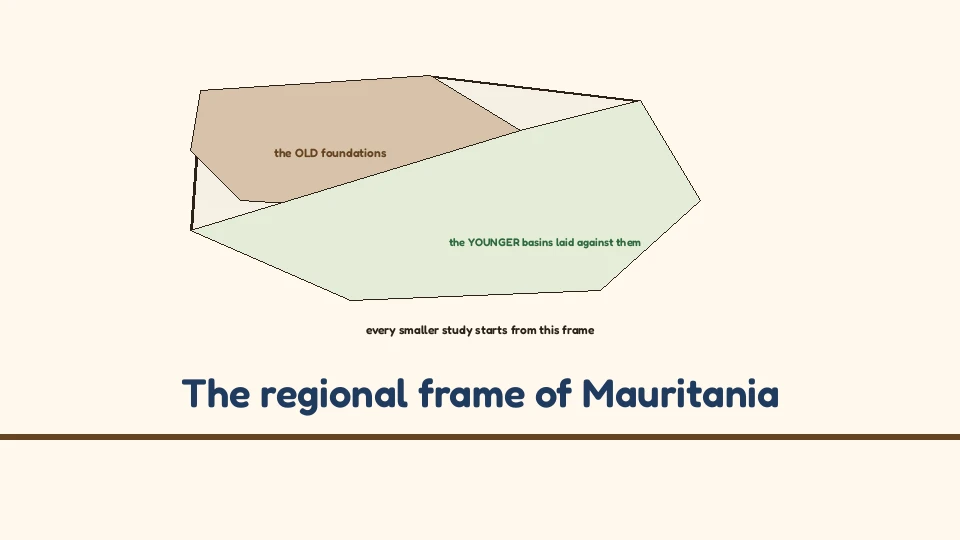 the OLD foundations
the YOUNGER basins laid against them
every smaller study starts from this frame
The regional frame of Mauritania